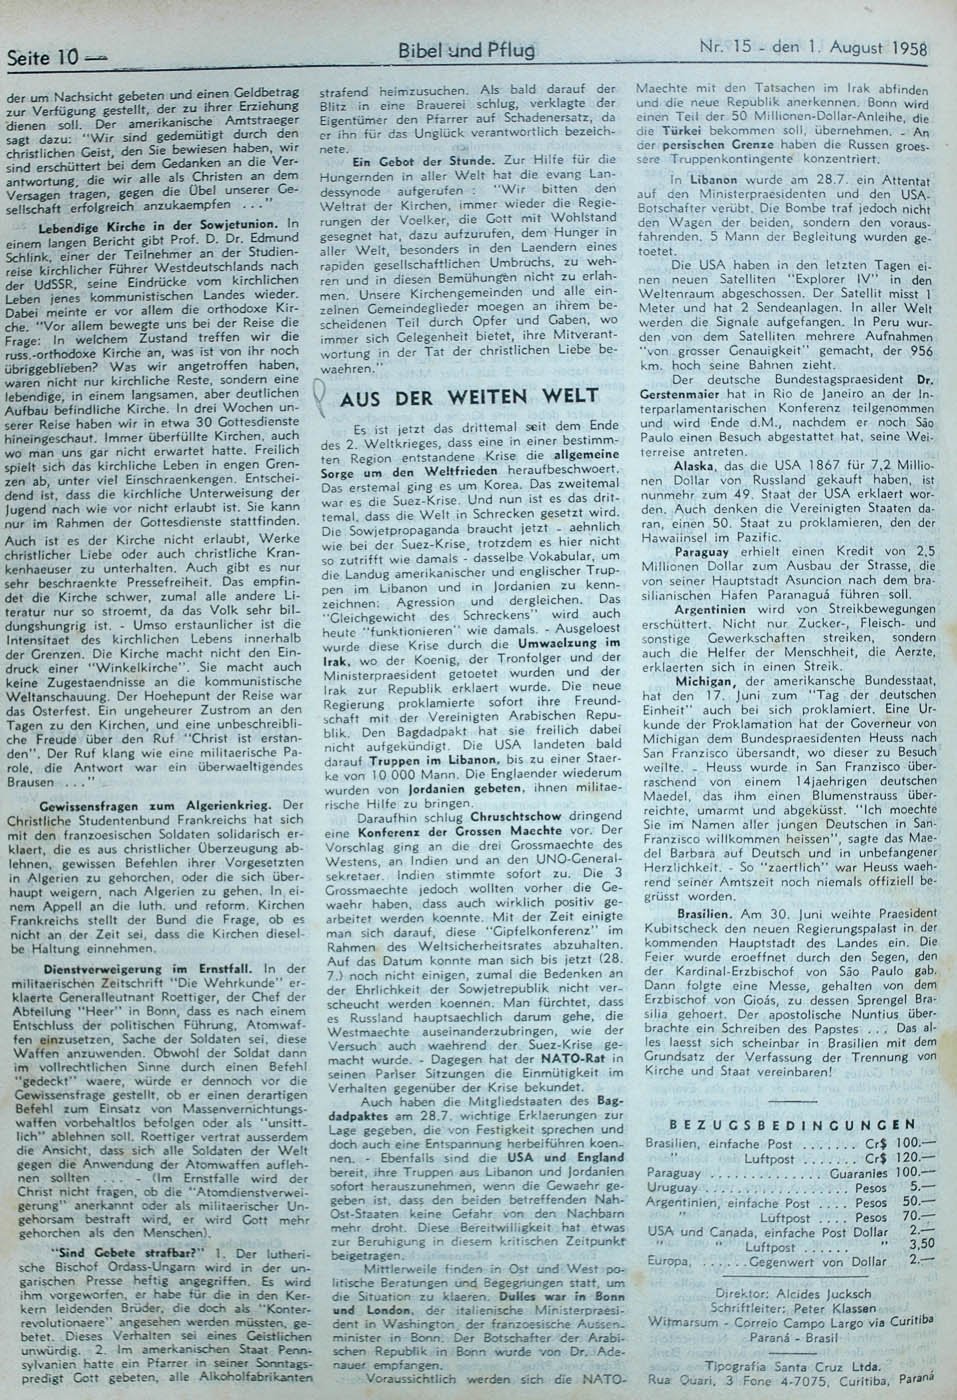 Seite 10 —
Bibel und Pflug
Nr. 15 - den 1. August 1958
der um Nachsicht gebeten und einen Geldbetrag
zur Verfügung gestellt, der zu ihrer Erziehung
dienen soll. Der amerikanische Amtstraeger
sagt dazu: "Wir sind gedemütigt durch den
christlichen Geist, den Sie bewiesen haben, wir
sind erschüttert bei dem Gedanken an die Ver-
antwortung, die wir alle als Christen an dem
Versagen tragen, gegen die Übel unserer Ge-
sellschaft erfolgreich anzukaempfen ..."
Lebendige Kirche in der Sowjetunion. In
einem langen Bericht gibt Prof. D. Dr. Edmund
Schlink, einer der Teilnehmer an der Studien-
reise kirchlicher Führer Westdeutschlands nach
der UdSSR, seine Eindrücke vom kirchlichen
Leben jenes kommunistischen Landes wieder.
Dabei meinte er vor allem die orthodoxe Kir-
che. "Vor allem bewegte uns bei der Reise die
Frage: In welchem Zustand treffen wir die
russ.-orthodoxe Kirche an, was ist von ihr noch
übriggeblieben? Was wir angetroffen haben,
waren nicht nur kirchliche Reste, sondern eine
lebendige, in einem langsamen, aber deutlichen
Aufbau befindliche Kirche. In drei Wochen un-
serer Reise haben wir in etwa 30 Gottesdienste
hineingeschaut. Immer überfüllte Kirchen, auch
wo man uns gar nicht erwartet hatte. Freilich
spielt sich das kirchliche Leben in engen Gren-
zen ab, unter viel Einschraenkungen. Entschei-
dend ist, dass die kirchliche Unterweisung der
Jugend nach wie vor nicht erlaubt ist. Sie kann
nur im Rahmen der Gottesdienste stattfinden.
Auch ist es der Kirche nicht erlaubt, Werke
christlicher Liebe oder auch christliche Kran-
kenhaeuser zu unterhalten. Auch gibt es nur
sehr beschraenkte Pressefreiheit. Das empfin-
det die Kirche schwer, zumal alle andere Li-
teratur nur so stroemt, da das Volk sehr bil-
dungshungrig ist. - Umso erstaunlicher ist die
Intensitaet des kirchlichen Lebens innerhalb
der Grenzen. Die Kirche macht nicht den Ein-
druck einer "Winkelkirche". Sie macht auch
keine Zugestaendnisse an die kommunistische
Weltanschauung. Der Hoehepunt der Reise war
das Osterfest. Ein ungeheurer Zustrom an den
Tagen zu den Kirchen, und eine unbeschreibli-
che Freude über den Ruf "Christ ist erstan-
den". Der Ruf klang wie eine militaerische Pa-
role, die Antwort war ein überwaeltigendes
Brausen ..."
Gewissensfragen zum Algerienkrieg. Der
Christliche Studentenbund Frankreichs hat sich
mit den franzoesischen Soldaten solidarisch er-
klaert, die es aus christlicher Überzeugung ab-
lehnen, gewissen Befehlen ihrer Vorgesetzten
in Algerien zu gehorchen, oder die sich über-
haupt weigern, nach Algerien zu gehen. In ei-
nem Appell an die luth. und reform. Kirchen
Frankreichs stellt der Bund die Frage, ob es
nicht an der Zeit sei, dass die Kirchen diesel-
be Haltung einnehmen.
Dienstverweigerung im Ernstfall. In der
militaerischen Zeitschrift "Die Wehrkunde" er-
klaerte Generalleutnant Roettiger, der Chef der
Abteilung "Heer" in Bonn, dass es nach einem
Entschluss der politischen Führung, Atomwaf-
fen einzusetzen, Sache der Soldaten sei, diese
Waffen anzuwenden. Obwohl der Soldat dann
im vollrechtlichen Sinne durch einen Befehl
"gedeckt" waere, würde er dennoch vor die
Gewissensfrage gestellt, ob er einen derartigen
Befehl zum Einsatz von Massenvernichtungs-
waffen vorbehaltlos befolgen oder als "unsitt-
lich" ablehnen soll. Roettiger vertrat ausserdem
die Ansicht, dass sich alle Soldaten der Welt
gegen die Anwendung der Atomwaffen aufleh-
nen sollten ... - (Im Ernstfalle wird der
Christ nicht fragen, ob die "Atomdienstverwei-
gerung" anerkannt oder als militaerischer Un-
gehorsam bestraft wird, er wird Gott mehr
gehorchen als den Menschen).
"Sind Gebete strafbar?" 1. Der lutheri-
sche Bischof Ordass-Ungarn wird in der un-
garischen Presse heftig angegriffen. Es wird
ihm vorgeworfen, er habe für die in den Ker-
kern leidenden Brüder, die doch als "Konter-
revolutionaere" angesehen werden müssten, ge-
betet. Dieses Verhalten sei eines Geistlichen
unwürdig. 2. Im amerkanischen Staat Penn-
sylvanien hatte ein Pfarrer in seiner Sonntags-
predigt Gott gebeten, alle Alkoholfabrikanten
strafend heimzusuchen. Als bald darauf der
Blitz in eine Brauerei schlug, verklagte der
Eigentümer den Pfarrer auf Schadenersatz, da
er ihn für das Unglück verantwortlich bezeich-
nete.
Ein Gebot der Stunde. Zur Hilfe für die
Hungernden in aller Welt hat die evang Lan-
dessynode aufgerufen : "Wir bitten den
Weltrat der Kirchen, immer wieder die Regie-
rungen der Voelker, die Gott mit Wohlstand
gesegnet hat, dazu aufzurufen, dem Hunger in
aller Welt, besonders in den Laendern eines
rapiden gesellschaftlichen Umbruchs, zu weh-
ren und in diesen Bemühungen nicht zu erlah-
men. Unsere Kirchengemeinden und alle ein-
zelnen Gemeindeglieder moegen an ihrem be-
scheidenen Teil durch Opfer und Gaben, wo
immer sich Gelegenheit bietet, ihre Mitverant-
wortung in der Tat der christlichen Liebe be-
waehren."
AUS DER WEITEN WELT
Es ist jetzt das drittemal seit dem Ende
des 2. Weltkrieges, dass eine in einer bestimm-
ten Region entstandene Krise die allgemeine
Sorge um den Weltfrieden heraufbeschwoert.
Das erstemal ging es um Korea. Das zweitemal
war es die Suez-Krise. Und nun ist es das drit-
temal, dass die Welt in Schrecken gesetzt wird.
Die Sowjetpropaganda braucht jetzt - aehnlich
wie bei der Suez-Krise, trotzdem es hier nicht
so zutrifft wie damals - dasselbe Vokabular, um
die Landug amerikanischer und englischer Trup-
pen im Libanon und in Jordanien zu kenn-
zeichnen: Agression und dergleichen. Das
"Gleichgewicht des Schreckens" wird auch
heute "funktionieren" wie damals. - Ausgeloest
wurde diese Krise durch die Umwaelzung im
Irak, wo der Koenig, der Tronfolger und der
Ministerpraesident getoetet wurden und der
Irak zur Republik erklaert wurde. Die neue
Regierung proklamierte sofort ihre Freund-
schaft mit der Vereinigten Arabischen Repu-
blik. Den Bagdadpakt hat sie freilich dabei
nicht aufgekündigt. Die USA landeten bald
darauf Truppen im Libanon, bis zu einer Staer-
ke von 10 000 Mann. Die Englaender wiederum
wurden von Jordanien gebeten, ihnen militae-
rische Hilfe zu bringen.
Daraufhin schlug Chruschtschow dringend
eine Konferenz der Grossen Maechte vor. Der
Vorschlag ging an die drei Grossmaechte des
Westens, an Indien und an den UNO-General-
sekretaer. Indien stimmte sofort zu. Die 3
Grossmaechte jedoch wollten vorher die Ge-
waehr haben, dass auch wirklich positiv ge-
arbeitet werden koennte. Mit der Zeit einigte
man sich darauf, diese "Gipfelkonferenz" im
Rahmen des Weltsicherheitsrates abzuhalten.
Auf das Datum konnte man sich bis jetzt (28.
7.) noch nicht einigen, zumal die Bedenken an
der Ehrlichkeit der Sowjetrepublik nicht ver-
scheucht werden koennen. Man fürchtet, dass
es Russland hauptsaechlich darum gehe, die
Westmaechte auseinanderzubringen, wie der
Versuch auch waehrend der Suez-Krise ge-
macht wurde. - Dagegen hat der NATO-Rat in
seinen Pariser Sitzungen die Einmütigkeit im
Verhalten gegenüber der Krise bekundet.
Auch haben die Mitgliedstaaten des Bag-
dadpaktes am 28.7. wichtige Erklaerungen zur
Lage gegeben, die von Festigkeit sprechen und
doch auch eine Entspannung herbeiführen koen-
nen. - Ebenfalls sind die USA und England
bereit, ihre Truppen aus Libanon und Jordanien
sofort herauszunehmen, wenn die Gewaehr ge-
geben ist, dass den beiden betreffenden Nah-
Ost-Staaten keine Gefahr von den Nachbarn
mehr droht. Diese Bereitwilligkeit hat etwas
zur Beruhigung in diesem kritischen Zeitpunkt
beigetragen.
Mittlerweile finden in Ost und West po-
litische Beratungen und Begegnungen statt, um
die Situation zu klaeren. Dulles war in Bonn
und London, der italienische Ministerpraesi-
dent in Washington, der franzoesische Aussen-
minister in Bonn. Der Botschafter der Arabi-
schen Republik in Bonn wurde von Dr. Ade-
nauer empfangen.
Voraussichtlich werden sich die NATO-
Maechte mit den Tatsachen im Irak abfinden
und die neue Republik anerkennen. Bonn wird
einen Teil der 50 Millionen-Dollar-Anleihe, die
die Türkei bekommen soll, übernehmen. - An
der persischen Grenze haben die Russen groes-
sere Truppenkontingente konzentriert.
In Libanon wurde am 28.7. ein Attentat
auf den Ministerpraesidenten und den USA-
Botschafter verübt. Die Bombe traf jedoch nicht
den Wagen der beiden, sondern den voraus-
fahrenden. 5 Mann der Begleitung wurden ge-
toetet.
Die USA haben in den letzten Tagen ei-
nen neuen Satelliten "Explorer IV" in den
Weltenraum abgeschossen. Der Satellit misst 1
Meter und hat 2 Sendeanlagen. In aller Welt
werden die Signale aufgefangen. In Peru wur-
den von dem Satelliten mehrere Aufnahmen
"von grosser Genauigkeit" gemacht, der 956
km. hoch seine Bahnen zieht.
Der deutsche Bundestagspraesident Dr.
Gerstenmaier hat in Rio de Janeiro an der In-
terparlamentarischen Konferenz teilgenommen
und wird Ende d.M., nachdem er noch São
Paulo einen Besuch abgestattet hat, seine Wei-
terreise antreten.
Alaska, das die USA 1867 für 7,2 Millio-
nen Dollar von Russland gekauft haben, ist
nunmehr zum 49. Staat der USA erklaert wor-
den. Auch denken die Vereinigten Staaten da-
ran, einen 50. Staat zu proklamieren, den der
Hawaiinsel im Pazific.
Paraguay erhielt einen Kredit von 2,5
Millionen Dollar zum Ausbau der Strasse, die
von seiner Hauptstadt Asuncion nach dem bra-
silianischen Hafen Paranaguá führen soll.
Argentinien wird von Streikbewegungen
erschüttert. Nicht nur Zucker-, Fleisch- und
sonstige Gewerkschaften streiken, sondern
auch die Helfer der Menschheit, die Aerzte,
erklaerten sich in einen Streik.
Michigan, der amerikansche Bundesstaat,
hat den 17. Juni zum "Tag der deutschen
Einheit" auch bei sich proklamiert. Eine Ur-
kunde der Proklamation hat der Governeur von
Michigan dem Bundespraesidenten Heuss nach
San Franzisco übersandt, wo dieser zu Besuch
weilte. - Heuss wurde in San Franzisco über-
raschend von einem 14jaehrigen deutschen
Maedel, das ihm einen Blumenstrauss über-
reichte, umarmt und abgeküsst. "Ich moechte
Sie im Namen aller jungen Deutschen in San-
Franzisco willkommen heissen", sagte das Mae-
del Barbara auf Deutsch und in unbefangener
Herzlichkeit. - So "zaertlich" war Heuss waeh-
rend seiner Amtszeit noch niemals offiziell be-
grüsst worden.
Brasilien. Am 30. Juni weihte Praesident
Kubitscheck den neuen Regierungspalast in der
kommenden Hauptstadt des Landes ein. Die
Feier wurde eroeffnet durch den Segen, den
der Kardinal-Erzbischof von São Paulo gab.
Dann folgte eine Messe, gehalten von dem
Erzbischof von Gioás, zu dessen Sprengel Bra-
silia gehoert. Der apostolische Nuntius über-
brachte ein Schreiben des Papstes ... Das al-
les laesst sich scheinbar in Brasilien mit dem
Grundsatz der Verfassung der Trennung von
Kirche und Staat vereinbaren!
BEZUGSBEDINGUNGEN
Brasilien, einfache Post ....... Cr$ 100.—
" Luftpost ....... Cr$ 120.—
Paraguay ................ Guaranies 100.—
Uruguay .................. Pesos 5.—
Argentinien, einfache Post .... Pesos 50.—
" Luftpost .... Pesos 70.—
USA und Canada, einfache Post Dollar 2.—
" " Luftpost ...... " 3,50
Europa, ...... Gegenwert von Dollar 2.—
Direktor: Alcides Jucksch
Schriftleiter: Peter Klassen
Witmarsum - Correio Campo Largo via Curitiba
Paraná - Brasil
Tipografia Santa Cruz Ltda.
Rua Quari, 3 Fone 4-7075, Curitiba, Paraná